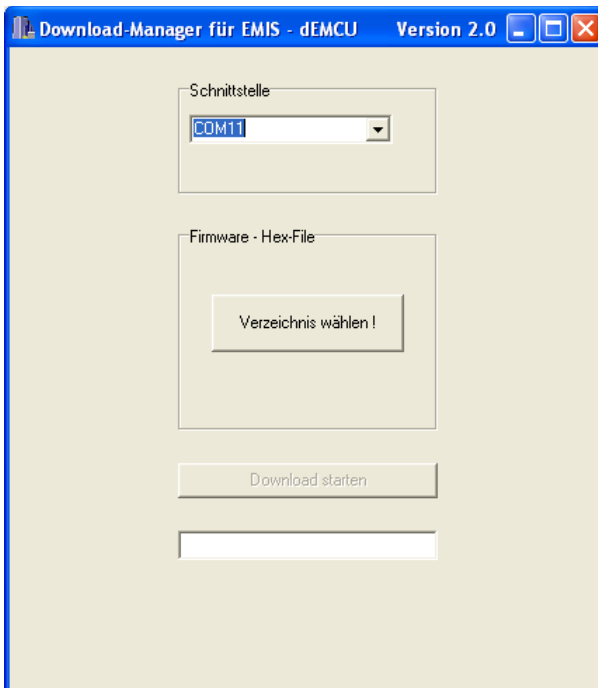 Download-Manager für EMIS - dEMCU Version 2.0
Schnittstelle
COM11
Firmware - Hex-File
Verzeichnis wählen !
Download starten